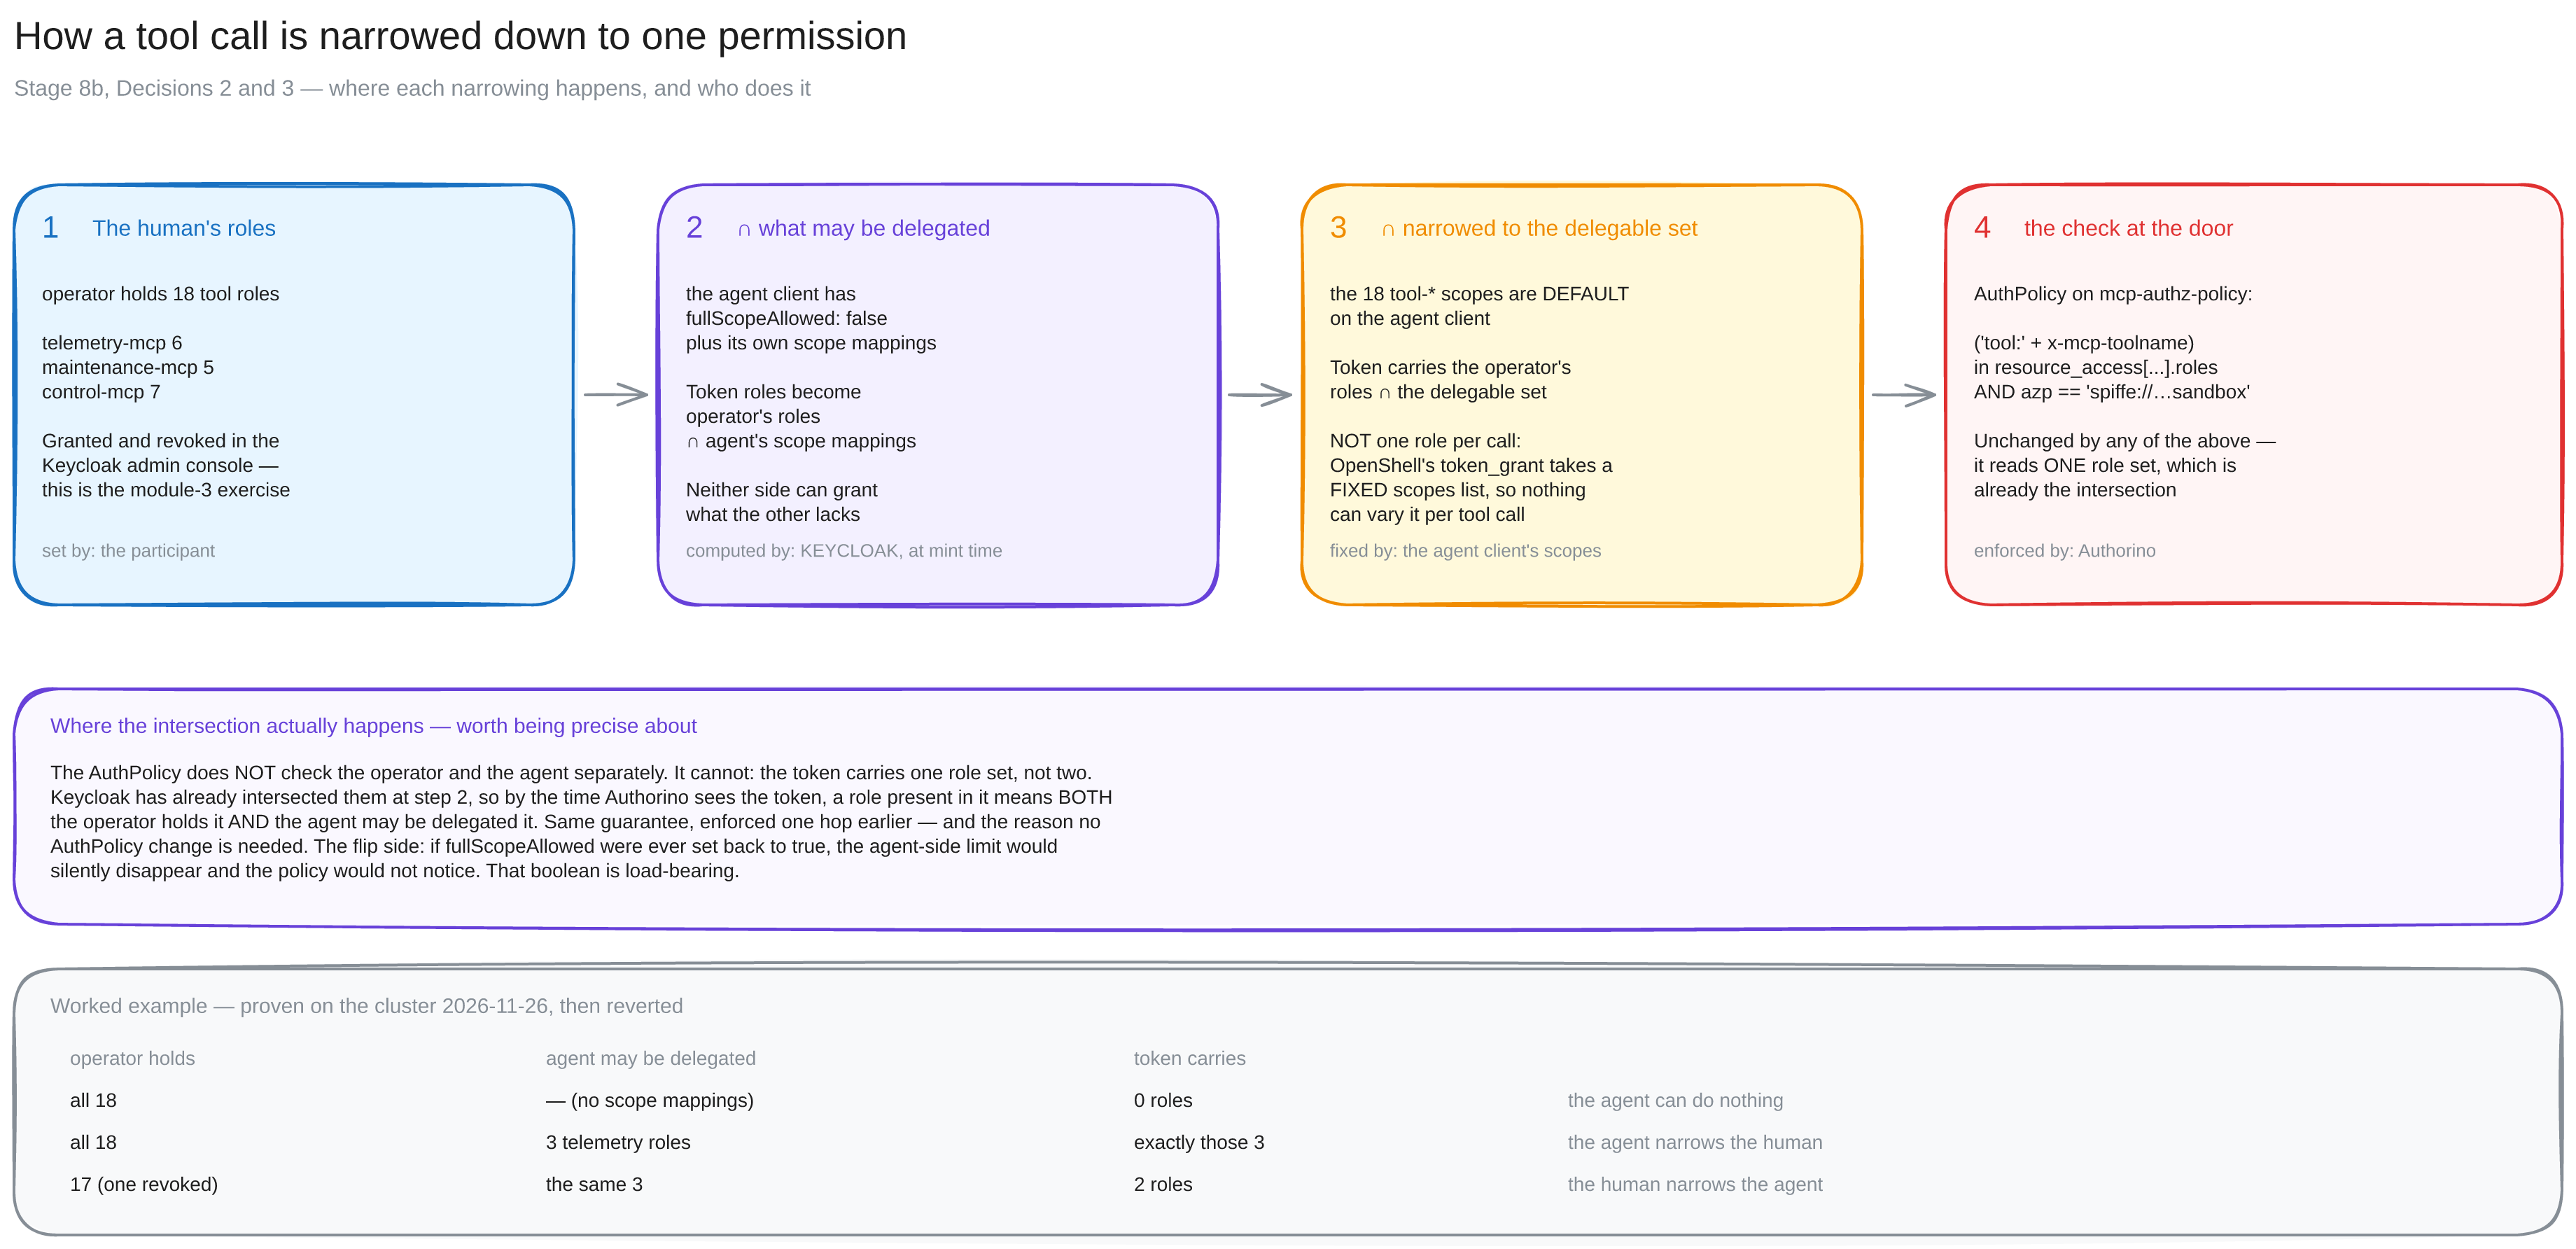 How a tool call is narrowed down to one permission
Stage 8b, Decisions 2 and 3 — where each narrowing happens, and who does it
1 The human's roles
operator holds 18 tool roles
telemetry-mcp 6
maintenance-mcp 5
control-mcp 7
Granted and revoked in the
Keycloak admin console —
this is the module-3 exercise
set by: the participant
2 ∩ what may be delegated
the agent client has
fullScopeAllowed: false
plus its own scope mappings
Token roles become
operator's roles
∩ agent's scope mappings
Neither side can grant
what the other lacks
computed by: KEYCLOAK, at mint time
3 ∩ narrowed to the delegable set
the 18 tool-* scopes are DEFAULT
on the agent client
Token carries the operator's
roles ∩ the delegable set
NOT one role per call:
OpenShell's token_grant takes a
FIXED scopes list, so nothing
can vary it per tool call
fixed by: the agent client's scopes
4 the check at the door
AuthPolicy on mcp-authz-policy:
('tool:' + x-mcp-toolname)
in resource_access[...].roles
AND azp == 'spiffe://…sandbox'
Unchanged by any of the above —
it reads ONE role set, which is
already the intersection
enforced by: Authorino
Where the intersection actually happens — worth being precise about
The AuthPolicy does NOT check the operator and the agent separately. It cannot: the token carries one role set, not two.
Keycloak has already intersected them at step 2, so by the time Authorino sees the token, a role present in it means BOTH
the operator holds it AND the agent may be delegated it. Same guarantee, enforced one hop earlier — and the reason no
AuthPolicy change is needed. The flip side: if fullScopeAllowed were ever set back to true, the agent-side limit would
silently disappear and the policy would not notice. That boolean is load-bearing.
Worked example — proven on the cluster 2026-11-26, then reverted
operator holds agent may be delegated token carries
all 18 — (no scope mappings) 0 roles the agent can do nothing
all 18 3 telemetry roles exactly those 3 the agent narrows the human
17 (one revoked) the same 3 2 roles the human narrows the agent